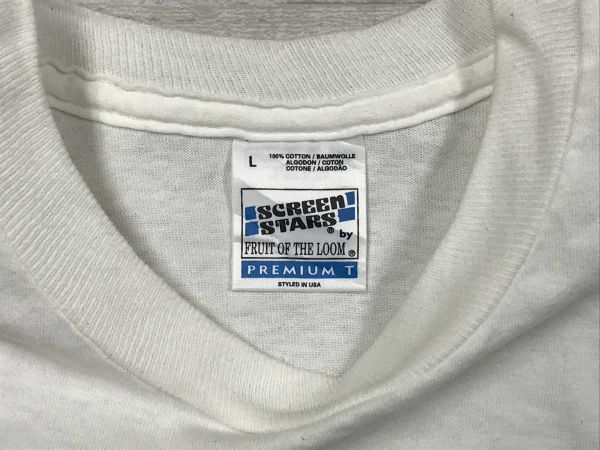 L
100% COTTON / BAUMWOLLE
ALGODON / COTON
COTONE / ALGODÃO
SCREEN
STARS®
by
FRUIT OF THE LOOM®
PREMIUM T
STYLED IN USA